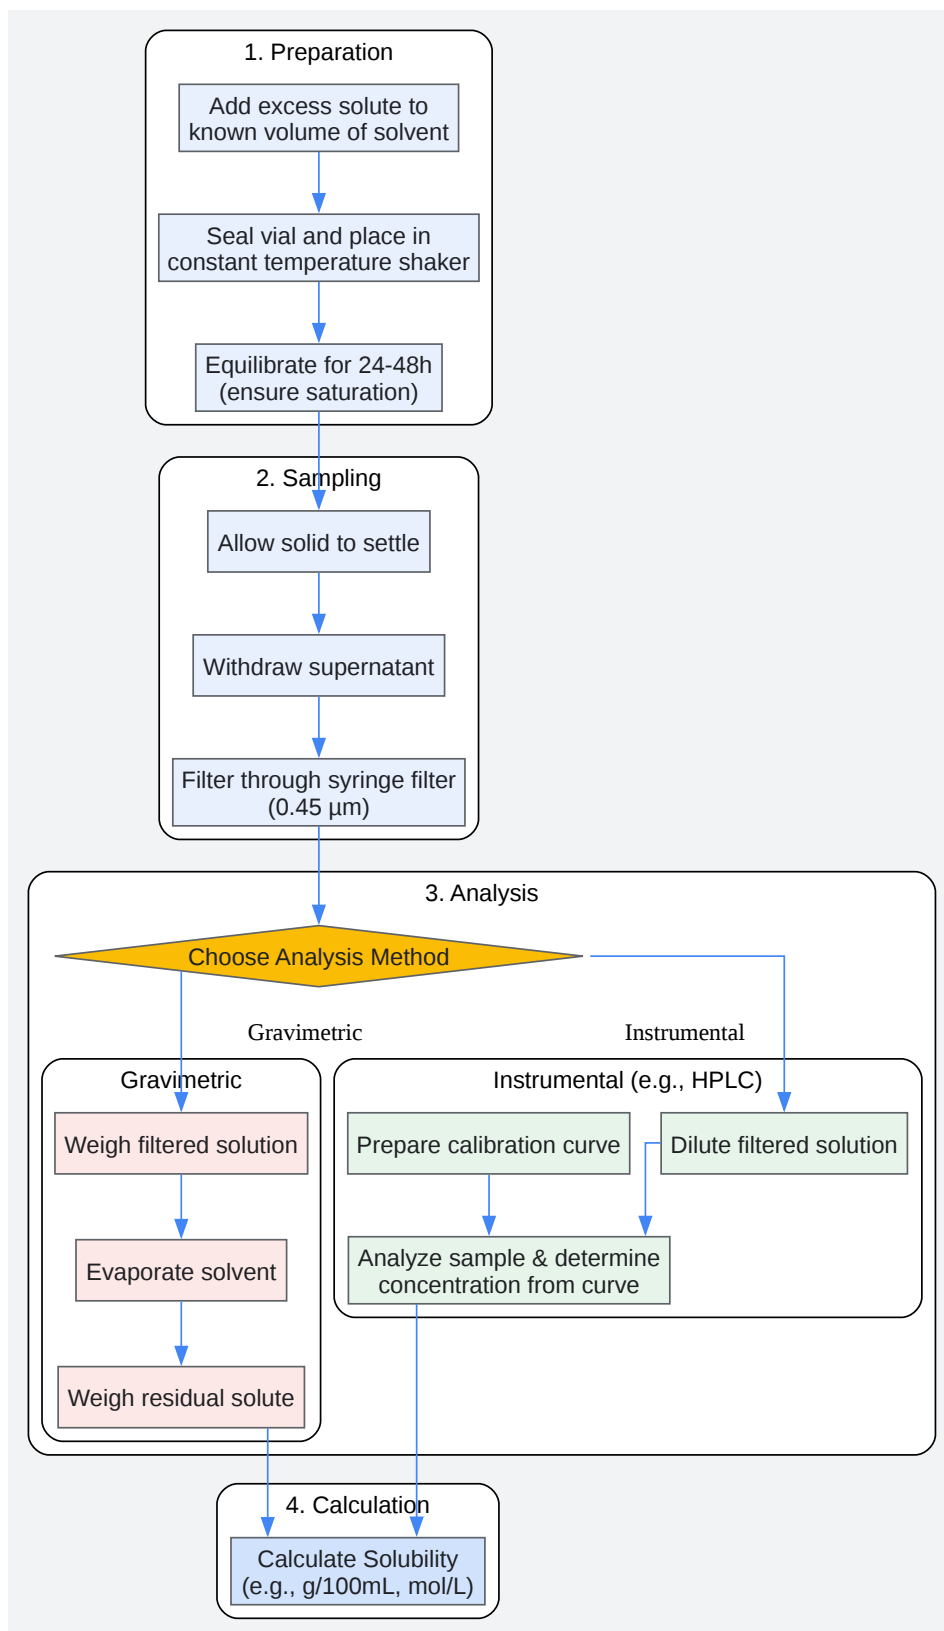 1. Preparation
Add excess solute to
known volume of solvent
Seal vial and place in
constant temperature shaker
Equilibrate for 24-48h
(ensure saturation)
2. Sampling
Allow solid to settle
Withdraw supernatant
Filter through syringe filter
(0.45 µm)
3. Analysis
Choose Analysis Method
Gravimetric
Instrumental
Gravimetric
Weigh filtered solution
Evaporate solvent
Weigh residual solute
Instrumental (e.g., HPLC)
Prepare calibration curve
Dilute filtered solution
Analyze sample & determine
concentration from curve
4. Calculation
Calculate Solubility
(e.g., g/100mL, mol/L)